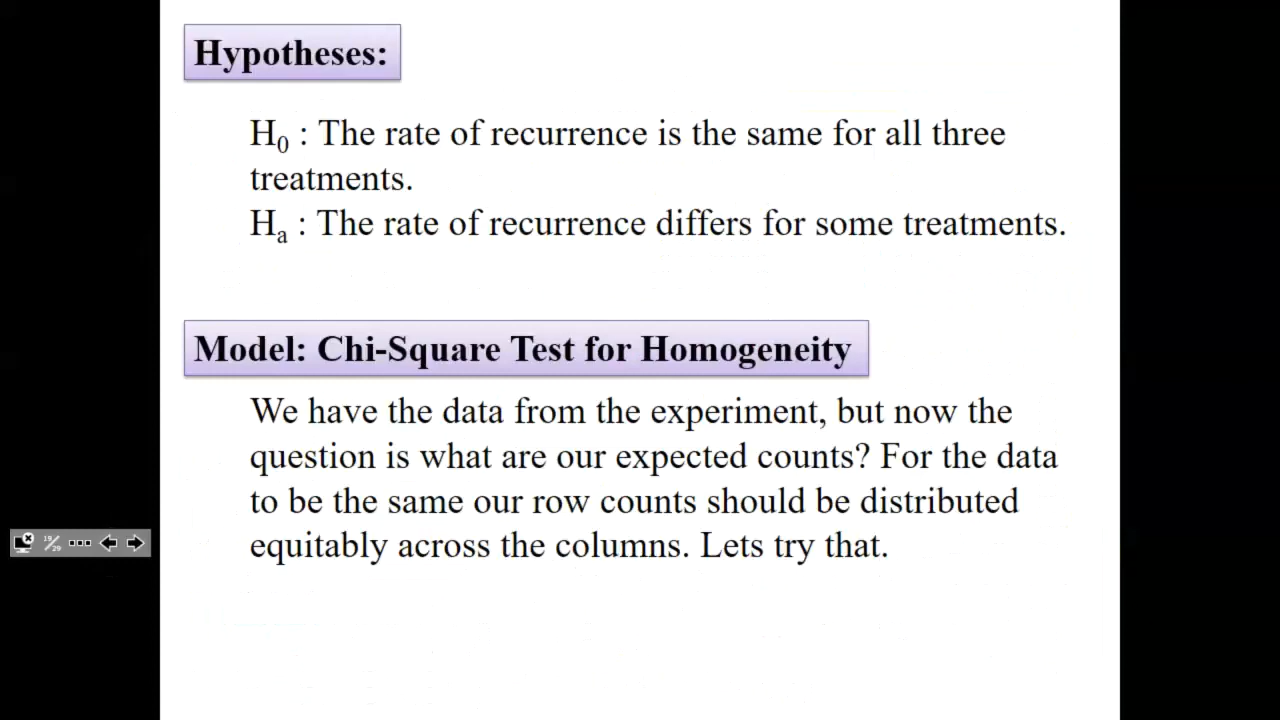 Hypotheses:
H₀ : The rate of recurrence is the same for all three
treatments.
Hₐ : The rate of recurrence differs for some treatments.
Model: Chi-Square Test for Homogeneity
We have the data from the experiment, but now the
question is what are our expected counts? For the data
to be the same our row counts should be distributed
equitably across the columns. Lets try that.
19/29